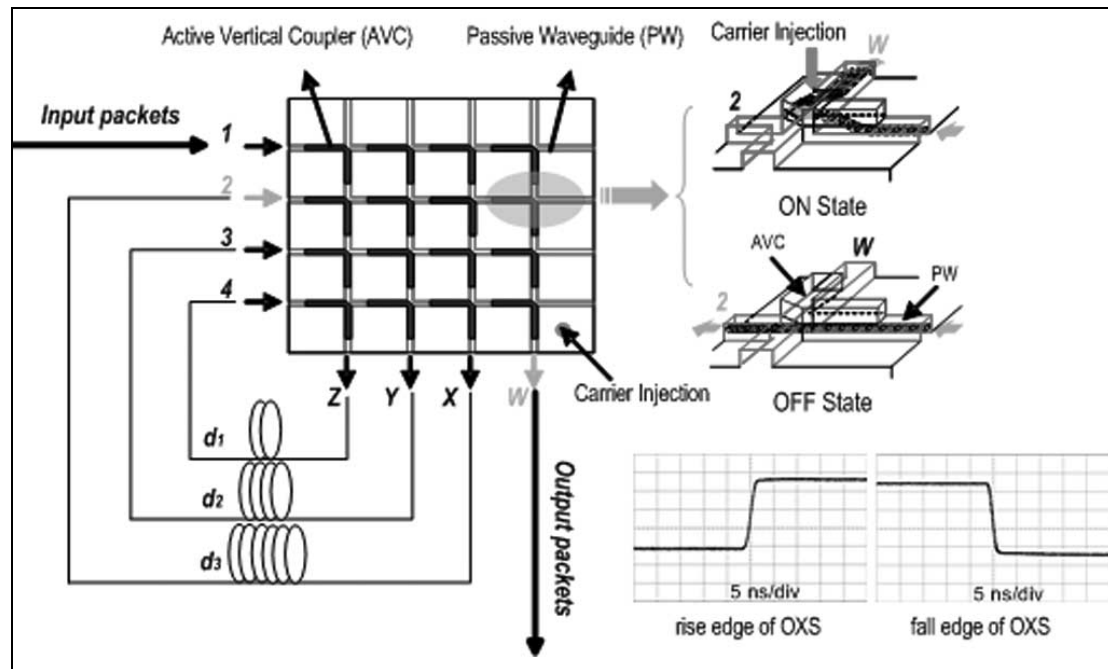 Active Vertical Coupler (AVC)
Passive Waveguide (PW)
Carrier Injection
W
2
Input packets
1
2
3
4
ON State
AVC
W
PW
2
OFF State
Z
Y
X
W
Carrier Injection
d1
d2
d3
Output packets
5 ns/div
5 ns/div
rise edge of OXS
fall edge of OXS